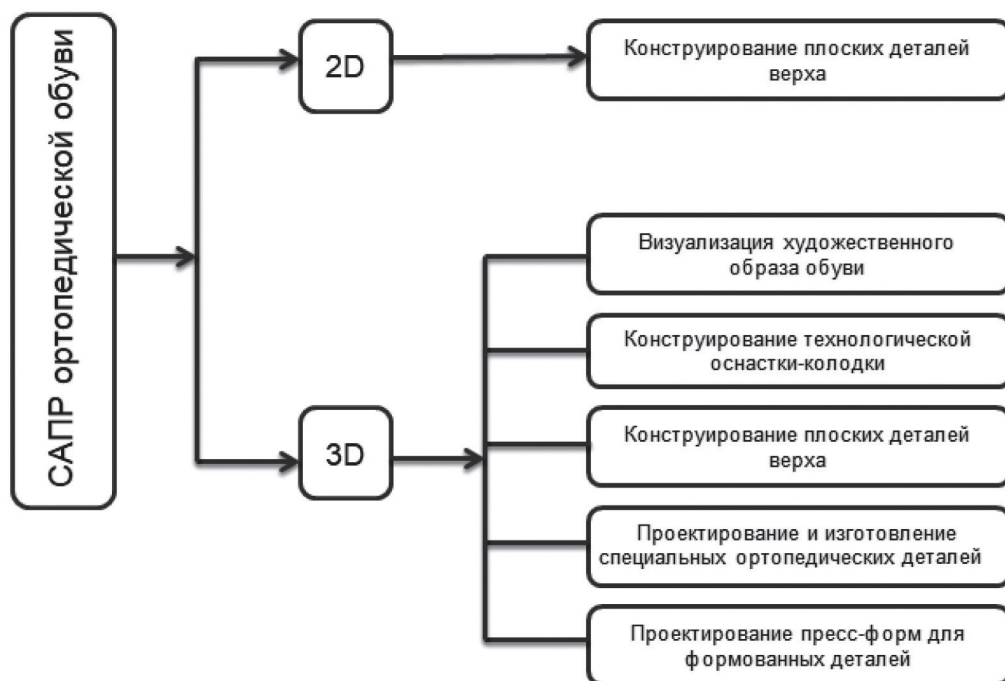 САПР ортопедической обуви
2D
Конструирование плоских деталей
верха
Визуализация художественного
образа обуви
Конструирование технологической
оснастки-колодки
3D
Конструирование плоских деталей
верха
Проектирование и изготовление
специальных ортопедических деталей
Проектирование пресс-форм для
формованных деталей